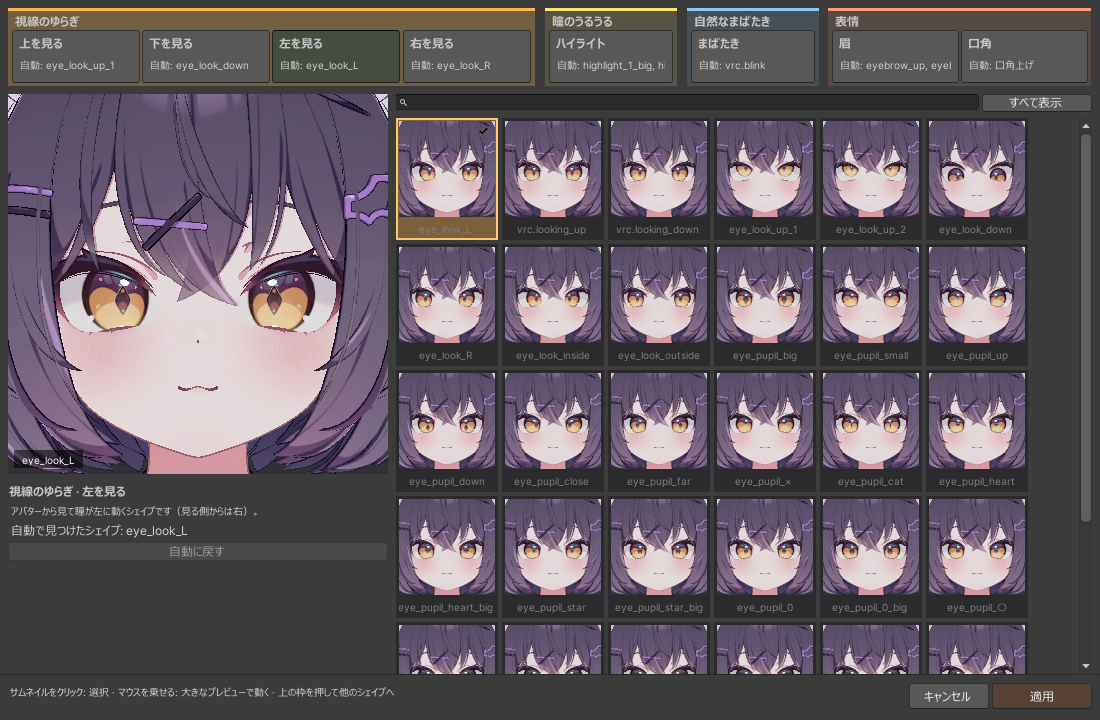 視線のゆらぎ
瞳のうるうる
自然なまばたき
表情
上を見る
下を見る
左を見る
右を見る
ハイライト
まばたき
眉
口角
自動: eye_look_up_1
自動: eye_look_down
自動: eye_look_L
自動: eye_look_R
自動: highlight_1_big, hi
自動: vrc.blink
自動: eyebrow_up, eyel
自動: 口角上げ
すべて表示
eye_look_L
vrc.looking_up
vrc.looking_down
eye_look_up_1
eye_look_up_2
eye_look_down
eye_look_R
eye_look_inside
eye_look_outside
eye_pupil_big
eye_pupil_small
eye_pupil_up
eye_pupil_down
eye_pupil_close
eye_pupil_far
eye_pupil_×
eye_pupil_cat
eye_pupil_heart
eye_pupil_heart_big
eye_pupil_star
eye_pupil_star_big
eye_pupil_0
eye_pupil_0_big
eye_pupil_〇
eye_look_L
視線のゆらぎ · 左を見る
アバターから見て瞳が左に動くシェイプです（見る側からは右）。
自動で見つけたシェイプ: eye_look_L
自動に戻す
サムネイルをクリック: 選択 · マウスを乗せる: 大きなプレビューで動く · 上の枠を押して他のシェイプへ
キャンセル
適用